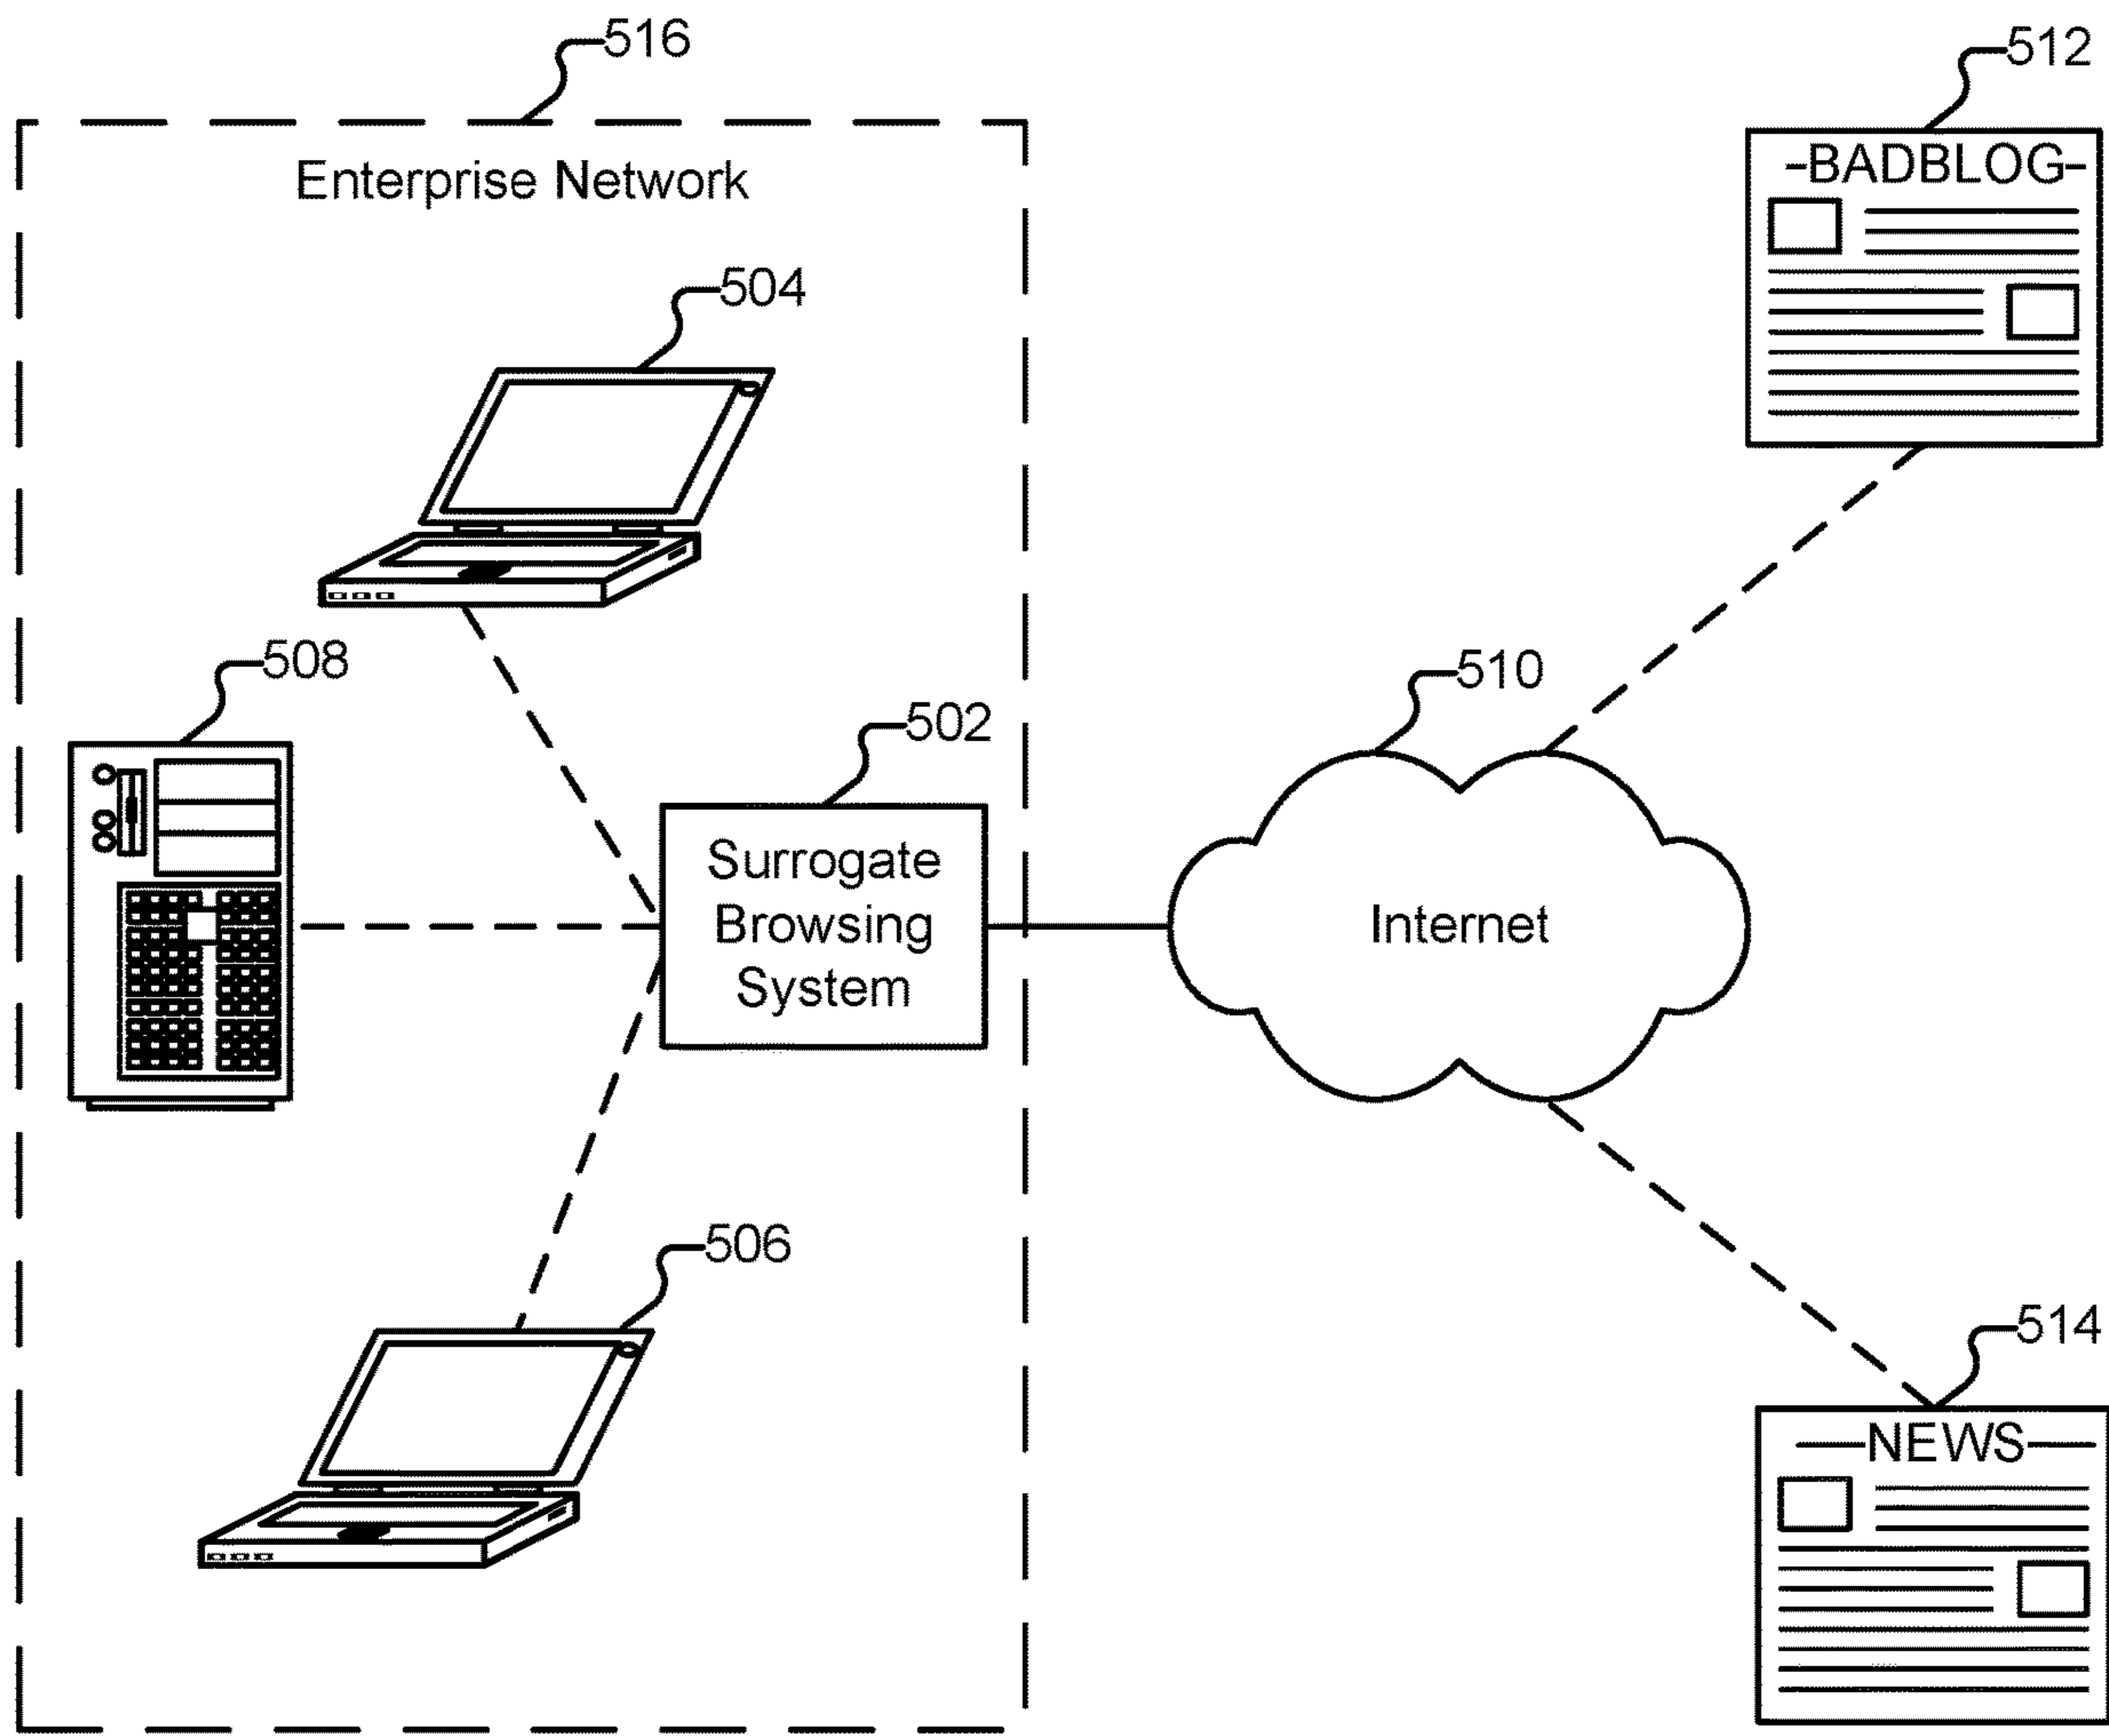 516
512
-BADBLOG-
Enterprise Network
504
508
510
502
Surrogate
Browsing
System
Internet
506
514
NEWS